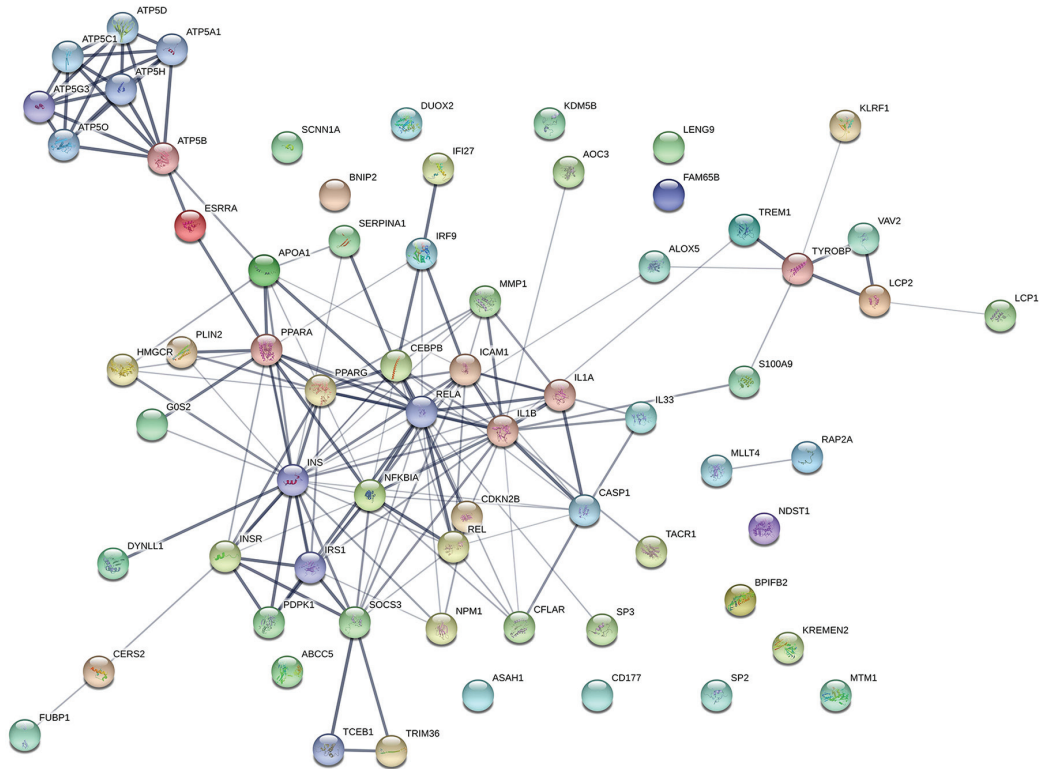 ATP5D
ATP5C1
ATP5A1
ATP5H
ATP5G3
ATP5O
ATP5B
DUOX2
KDM5B
KLRF1
SCNN1A
LENG9
IFI27
AOC3
BNIP2
FAM65B
ESRRA
SERPINA1
TREM1
VAV2
IRF9
ALOX5
TYROBP
APOA1
LCP2
MMP1
LCP1
PLIN2
PPARA
HMGCR
CEBPB
ICAM1
PPARG
S100A9
IL1A
RELA
IL33
G0S2
IL1B
RAP2A
MLLT4
INS
NFKBIA
CASP1
CDKN2B
NDST1
REL
TACR1
DYNLL1
INSR
IRS1
BPIFB2
PDPK1
SOCS3
NPM1
CFLAR
SP3
KREMEN2
CERS2
ABCC5
ASAH1
CD177
SP2
MTM1
FUBP1
TCEB1
TRIM36